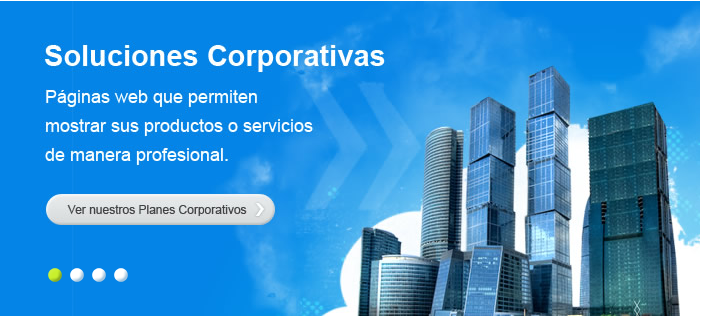 Soluciones Corporativas
Páginas web que permiten
mostrar sus productos o servicios
de manera profesional.
Ver nuestros Planes Corporativos